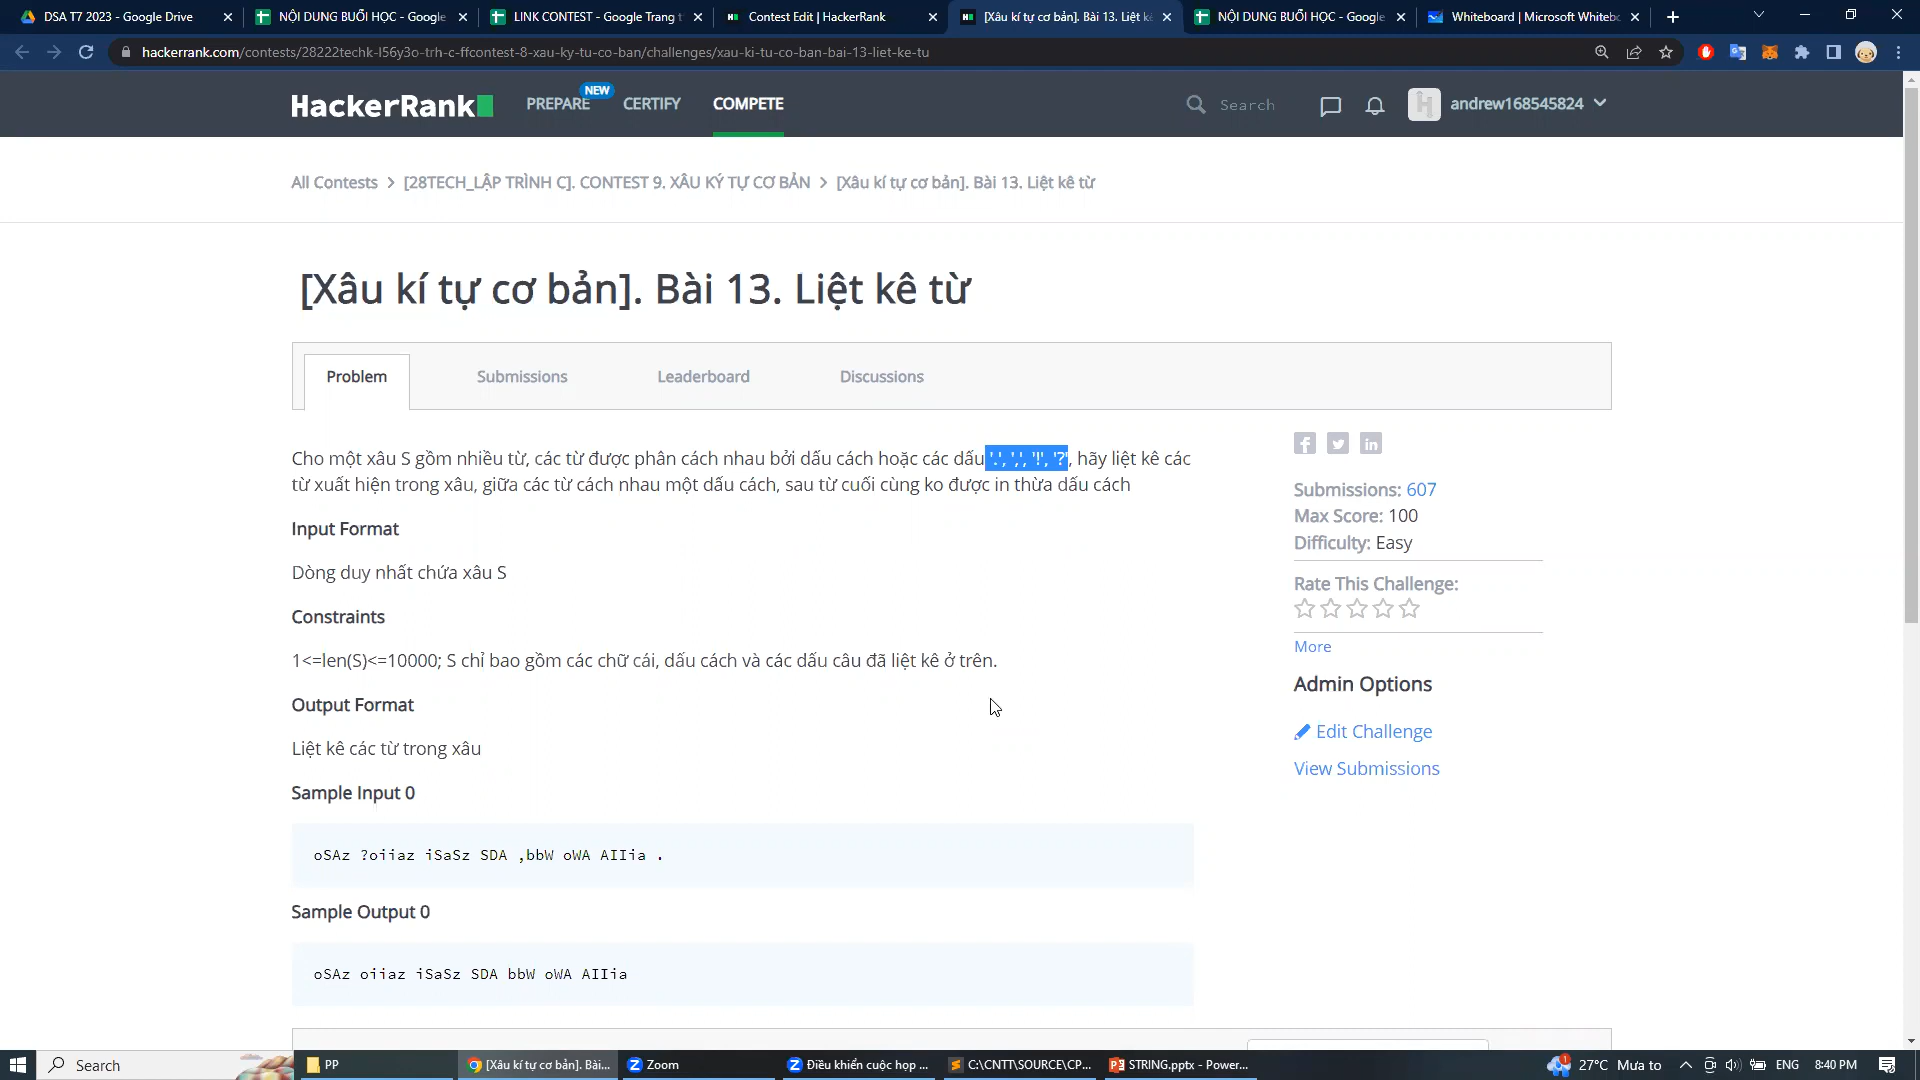 DSA T7 2023 - Google Drive
NỘI DUNG BUỔI HỌC - Google
LINK CONTEST - Google Trang t
Contest Edit | HackerRank
[Xâu kí tự cơ bản]. Bài 13. Liệt kê
NỘI DUNG BUỔI HỌC - Google
Whiteboard | Microsoft Whitebo
hackerrank.com/contests/28222techk-l56y3o-trh-c-ffcontest-8-xau-ky-tu-co-ban/challenges/xau-ki-tu-co-ban-bai-13-liet-ke-tu
HackerRank
PREPARE
NEW
CERTIFY
COMPETE
Search
andrew168545824
All Contests > [28TECH_LẬP TRÌNH C]. CONTEST 9. XÂU KÝ TỰ CƠ BẢN > [Xâu kí tự cơ bản]. Bài 13. Liệt kê từ
[Xâu kí tự cơ bản]. Bài 13. Liệt kê từ
Problem
Submissions
Leaderboard
Discussions
Cho một xâu S gồm nhiều từ, các từ được phân cách nhau bởi dấu cách hoặc các dấu '.', ',', '!', '?', hãy liệt kê các
từ xuất hiện trong xâu, giữa các từ cách nhau một dấu cách, sau từ cuối cùng ko được in thừa dấu cách
Input Format
Dòng duy nhất chứa xâu S
Constraints
1<=len(S)<=10000; S chỉ bao gồm các chữ cái, dấu cách và các dấu câu đã liệt kê ở trên.
Output Format
Liệt kê các từ trong xâu
Sample Input 0
oSAz ?oiiaz iSaSz SDA ,bbW oWA AIIia .
Sample Output 0
oSAz oiiaz iSaSz SDA bbW oWA AIIia
Submissions: 607
Max Score: 100
Difficulty: Easy
Rate This Challenge:
More
Admin Options
Edit Challenge
View Submissions
Search
PP
[Xâu kí tự cơ bản]. Bài...
Zoom
Điều khiển cuộc họp ...
C:\CNTT\SOURCE\CP...
STRING.pptx - Power...
1
27°C Mưa to
ENG
8:40 PM